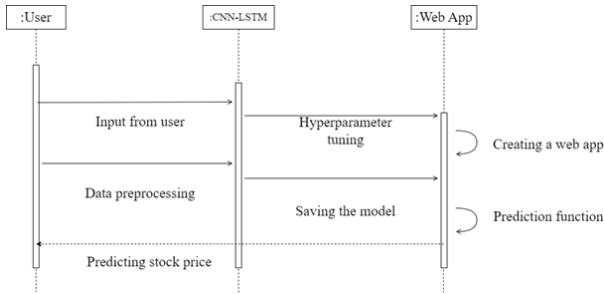 :User
:CNN-LSTM
:Web App
Input from user
Hyperparameter
tuning
Creating a web app
Data preprocessing
Saving the model
Prediction function
Predicting stock price